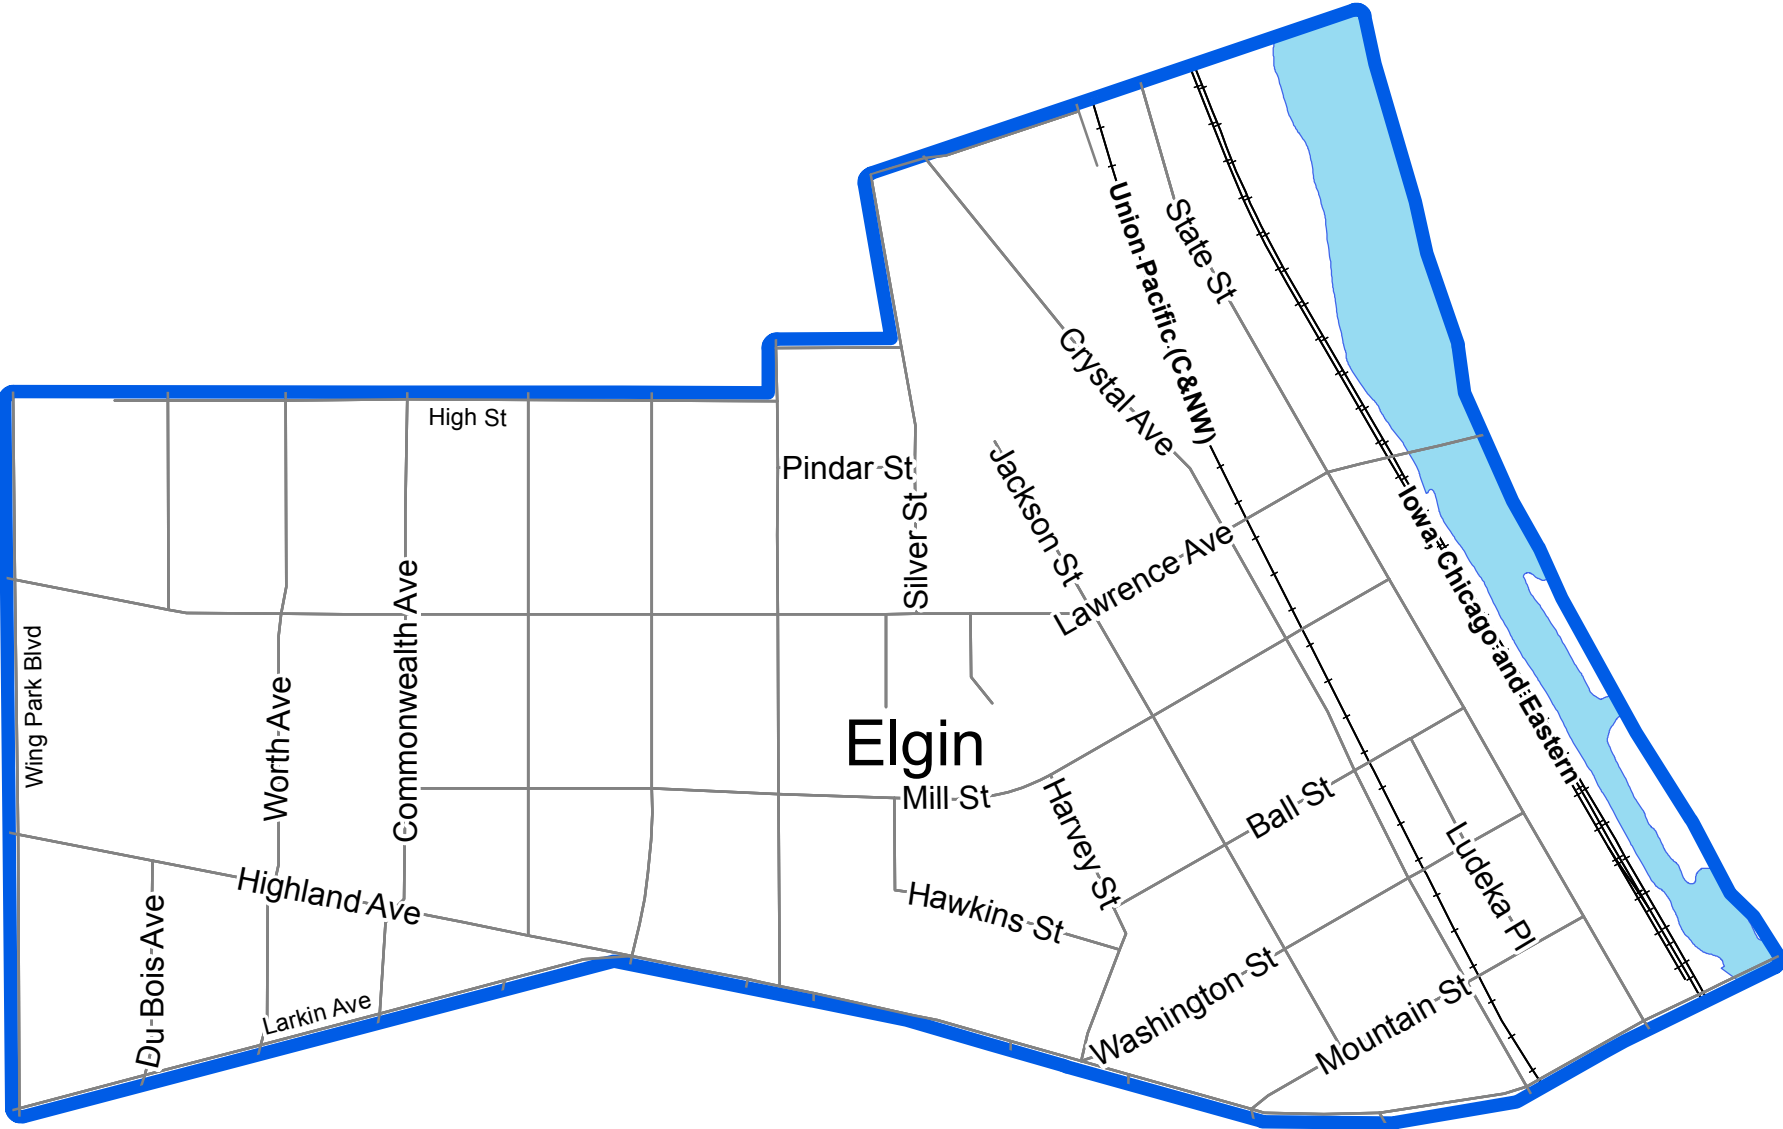 Union Pacific (C&NW)
State St
Crystal Ave
High St
Pindar St
Silver St
Jackson St
Lawrence Ave
Iowa, Chicago and Eastern
Commonwealth Ave
Wing Park Blvd
Worth Ave
Elgin
Mill St
Harvey St
Ball St
Ludeka Pl
Highland Ave
Hawkins St
Du Bois Ave
Washington St
Larkin Ave
Mountain St